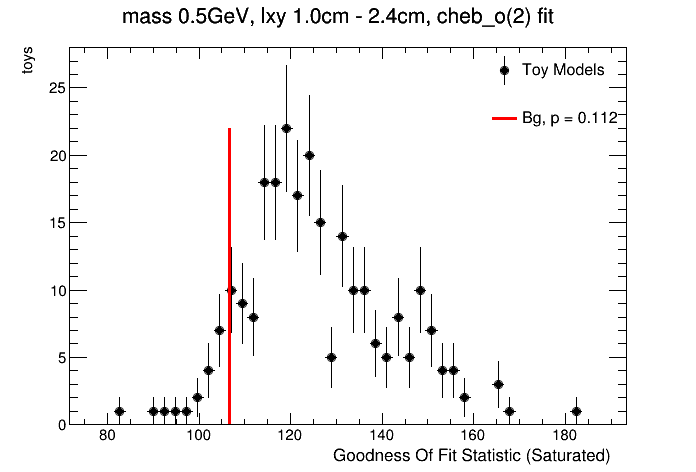 mass 0.5GeV, lxy 1.0cm - 2.4cm, cheb_o(2) fit
toys
Toy Models
Bg, p = 0.112
25
20
15
10
5
0
80 100 120 140 160 180
Goodness Of Fit Statistic (Saturated)